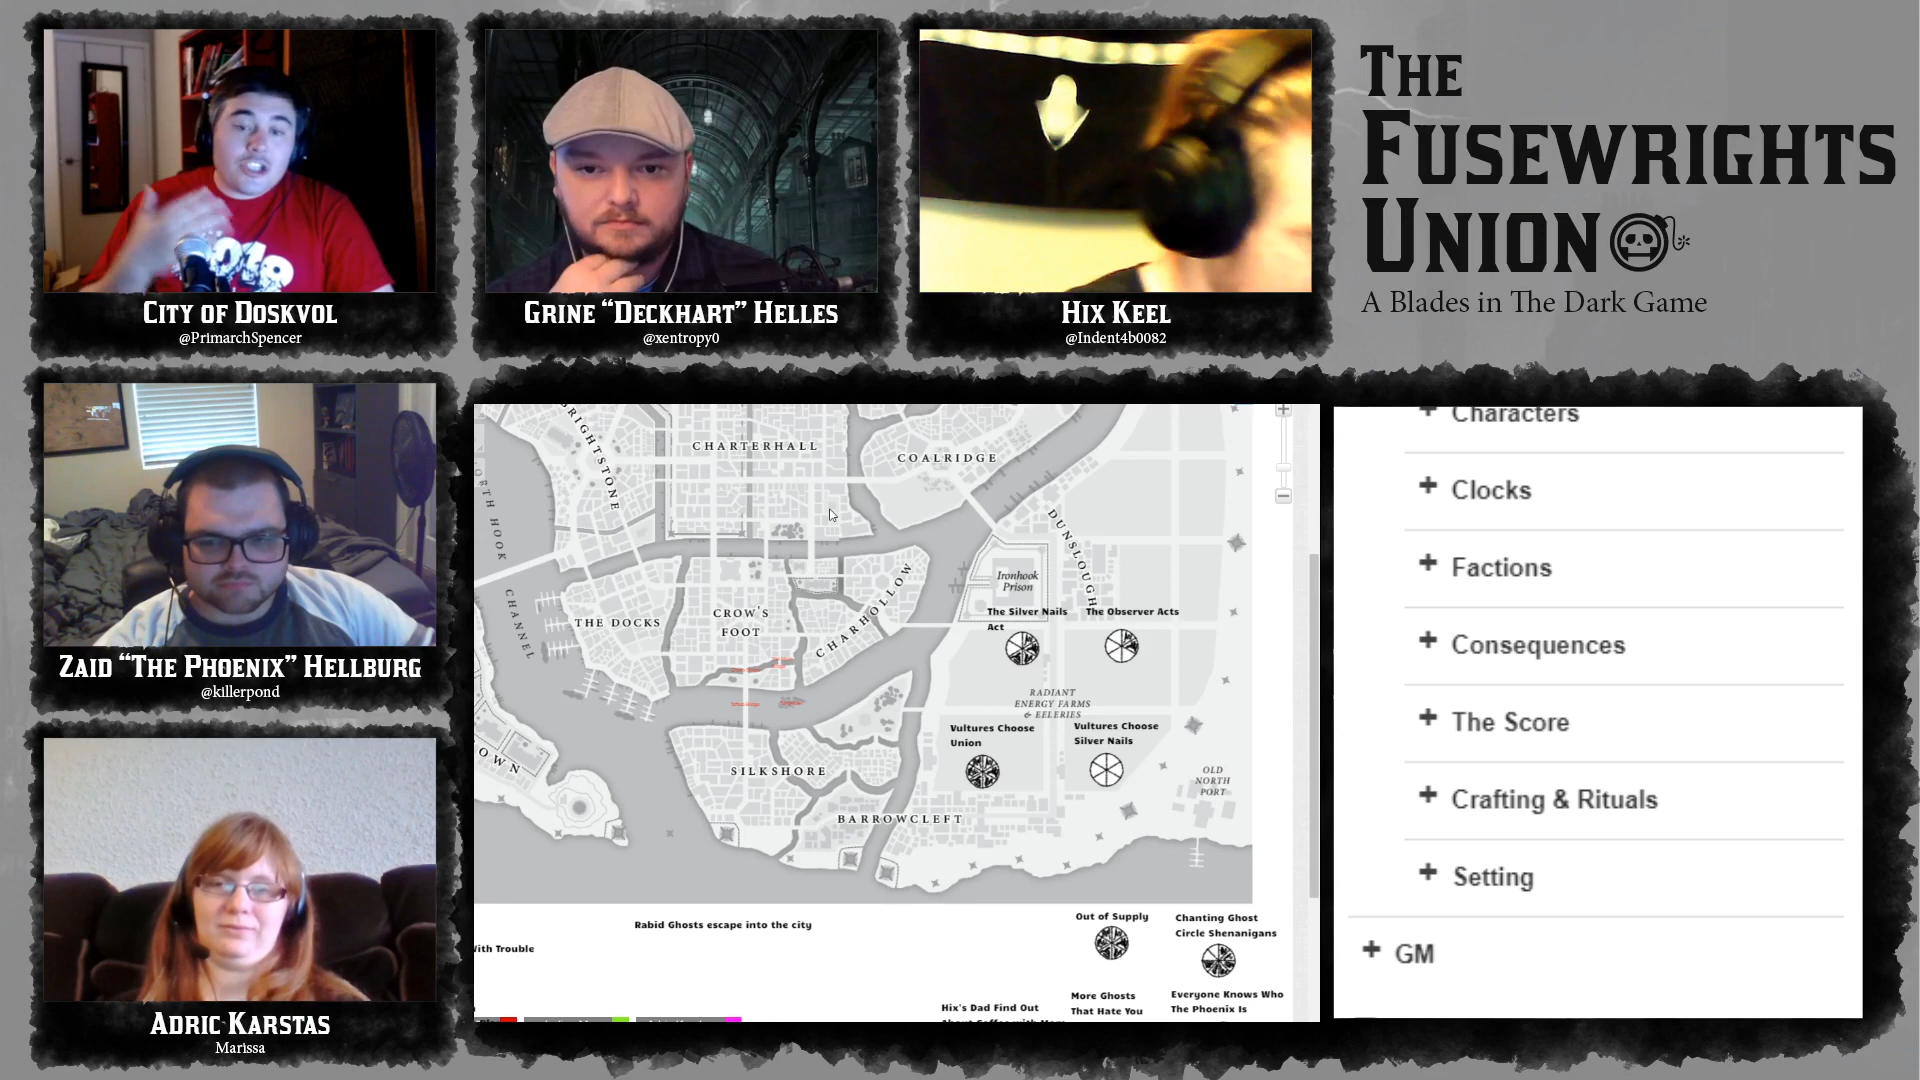 THE
FUSEWRIGHTS
UNION
A Blades in The Dark Game
CITY OF DOSKVOL
@PrimarchSpencer
GRINE “DECKHART” HELLES
@xentropy0
HIX KEEL
@Indent4b0082
ZAID “THE PHOENIX” HELLBURG
@killerpond
ADRIC KARSTAS
Marissa
BRIGHTSTONE
CHARTERHALL
COALRIDGE
NORTH HOOK
CHANNEL
DUNSLOUGH
Ironhook
Prison
THE DOCKS
CROW'S
FOOT
CHARHOLLOW
The Silver Nails
Act
The Observer Acts
RADIANT
ENERGY FARMS
& EELERIES
Vultures Choose
Union
Vultures Choose
Silver Nails
OWN
SILKSHORE
BARROWCLEFT
OLD
NORTH
PORT
Rabid Ghosts escape into the city
With Trouble
Out of Supply
Chanting Ghost
Circle Shenanigans
Hix's Dad Find Out
About Coffee with Mom
More Ghosts
That Hate You
Everyone Knows Who
The Phoenix Is
Characters
Clocks
Factions
Consequences
The Score
Crafting & Rituals
Setting
GM